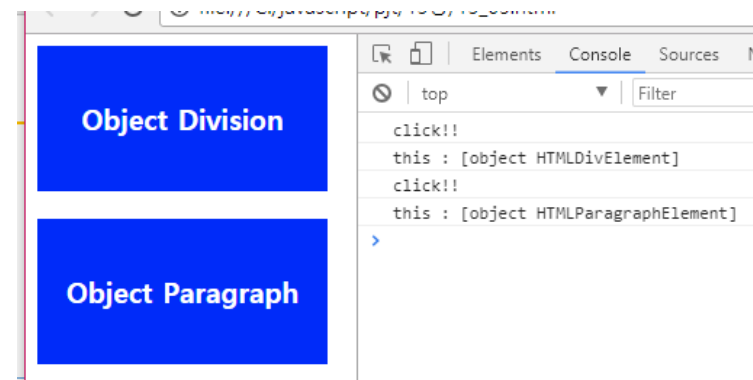 Object Division
Object Paragraph
Elements Console Sources
top Filter
click!!
this : [object HTMLDivElement]
click!!
this : [object HTMLParagraphElement]